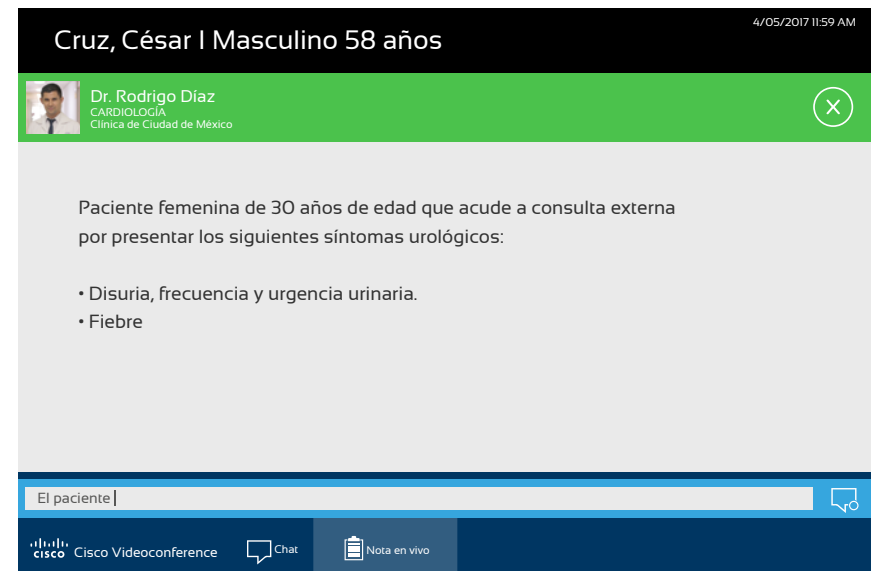 Cruz, César I Masculino 58 años
4/05/2017 11:59 AM
Dr. Rodrigo Díaz
CARDIOLOGÍA
Clínica de Ciudad de México
X
Paciente femenina de 30 años de edad que acude a consulta externa
por presentar los siguientes síntomas urológicos:
• Disuria, frecuencia y urgencia urinaria.
• Fiebre
El paciente
cisco Cisco Videoconference
Chat
Nota en vivo